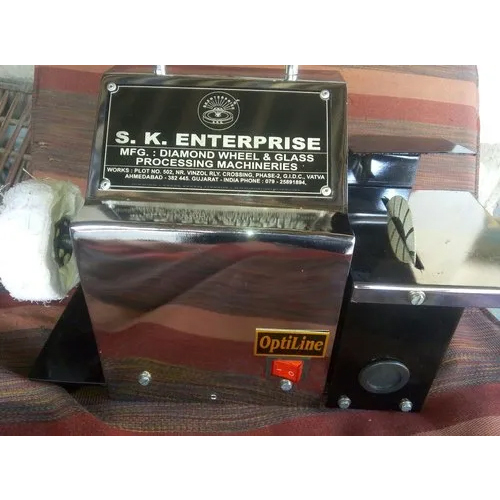 S. K. ENTERPRISE
MFG. : DIAMOND WHEEL & GLASS
PROCESSING MACHINERIES
WORKS : PLOT NO. 502, NR. VINZOL RLY. CROSSING, PHASE-2, G.I.D.C., VATVA
AHMEDABAD - 382 445. GUJARAT - INDIA PHONE : 079 - 25891894,
OptiLine